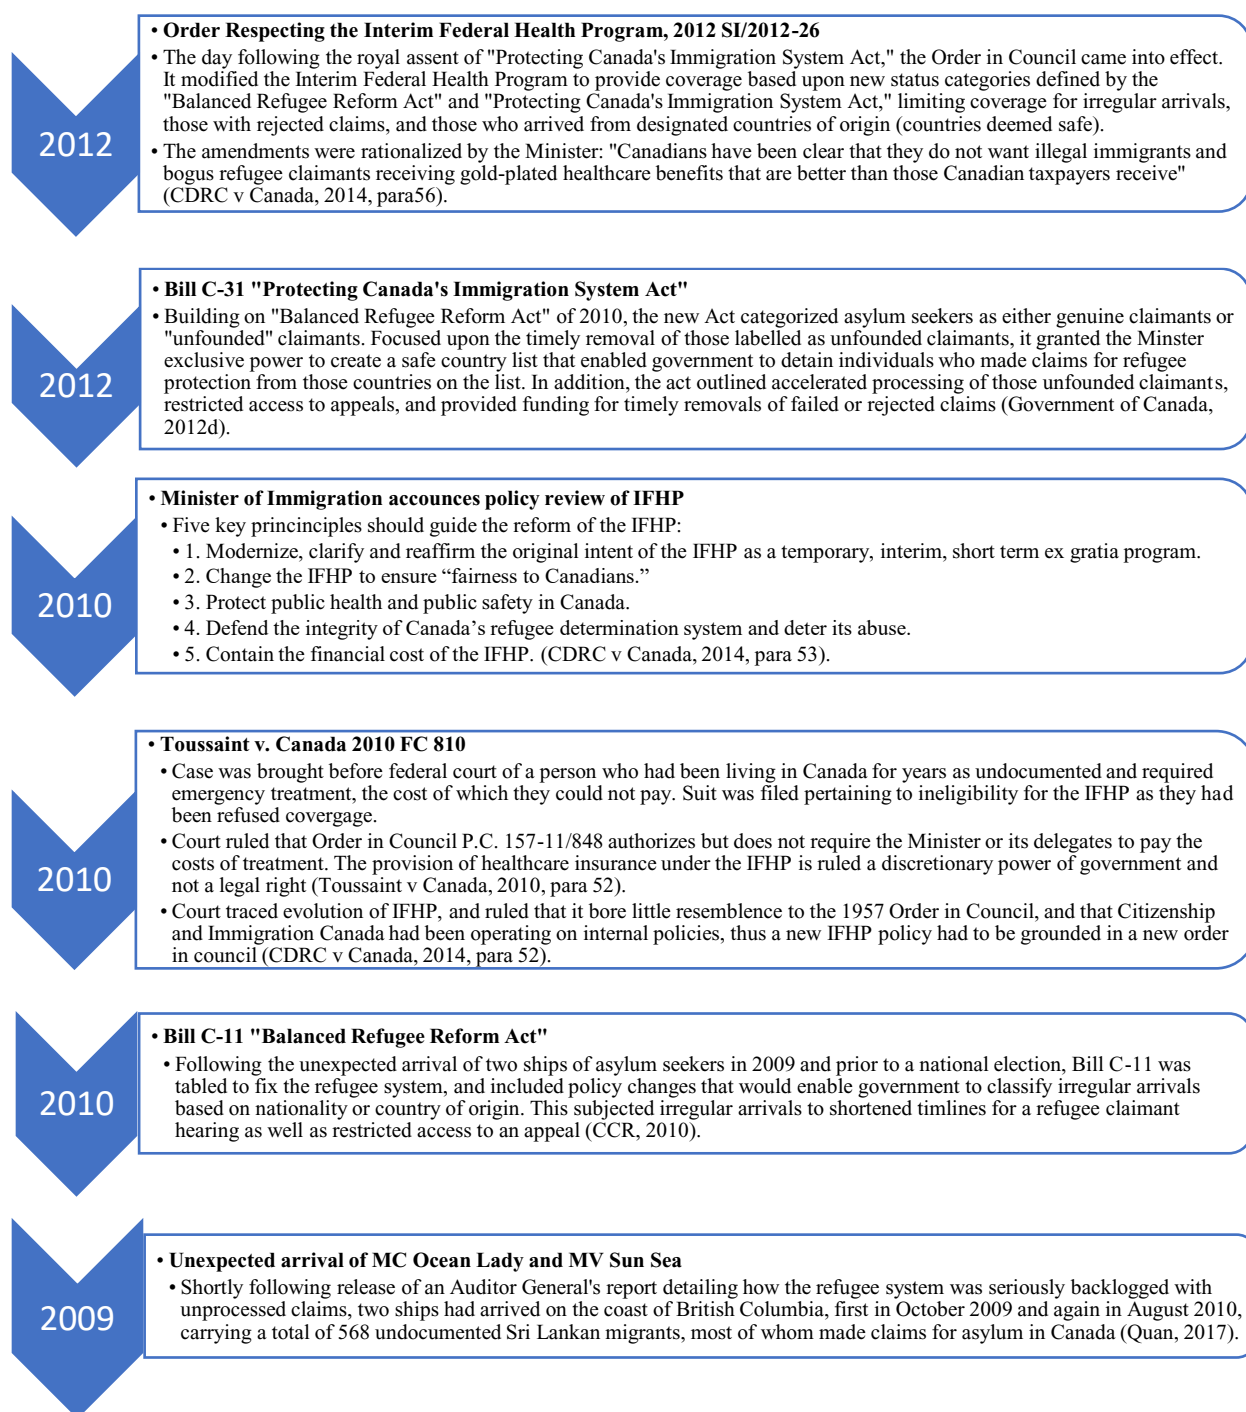 • Order Respecting the Interim Federal Health Program, 2012 SI/2012-26
• The day following the royal assent of "Protecting Canada's Immigration System Act," the Order in Council came into effect.
It modified the Interim Federal Health Program to provide coverage based upon new status categories defined by the
"Balanced Refugee Reform Act" and "Protecting Canada's Immigration System Act," limiting coverage for irregular arrivals,
those with rejected claims, and those who arrived from designated countries of origin (countries deemed safe).
2012
• The amendments were rationalized by the Minister: "Canadians have been clear that they do not want illegal immigrants and
bogus refugee claimants receiving gold-plated healthcare benefits that are better than those Canadian taxpayers receive"
(CDRC v Canada, 2014, para56).
• Bill C-31 "Protecting Canada's Immigration System Act"
• Building on "Balanced Refugee Reform Act" of 2010, the new Act categorized asylum seekers as either genuine claimants or
"unfounded" claimants. Focused upon the timely removal of those labelled as unfounded claimants, it granted the Minster
exclusive power to create a safe country list that enabled government to detain individuals who made claims for refugee
2012
protection from those countries on the list. In addition, the act outlined accelerated processing of those unfounded claimants,
restricted access to appeals, and provided funding for timely removals of failed or rejected claims (Government of Canada,
2012d).
• Minister of Immigration accounces policy review of IFHP
• Five key princinciples should guide the reform of the IFHP:
• 1. Modernize, clarify and reaffirm the original intent of the IFHP as a temporary, interim, short term ex gratia program.
• 2. Change the IFHP to ensure “fairness to Canadians.”
2010
• 3. Protect public health and public safety in Canada.
• 4. Defend the integrity of Canada’s refugee determination system and deter its abuse.
• 5. Contain the financial cost of the IFHP. (CDRC v Canada, 2014, para 53).
• Toussaint v. Canada 2010 FC 810
• Case was brought before federal court of a person who had been living in Canada for years as undocumented and required
emergency treatment, the cost of which they could not pay. Suit was filed pertaining to ineligibility for the IFHP as they had
been refused covergage.
• Court ruled that Order in Council P.C. 157-11/848 authorizes but does not require the Minister or its delegates to pay the
costs of treatment. The provision of healthcare insurance under the IFHP is ruled a discretionary power of government and
2010
not a legal right (Toussaint v Canada, 2010, para 52).
• Court traced evolution of IFHP, and ruled that it bore little resemblence to the 1957 Order in Council, and that Citizenship
and Immigration Canada had been operating on internal policies, thus a new IFHP policy had to be grounded in a new order
in council (CDRC v Canada, 2014, para 52).
• Bill C-11 "Balanced Refugee Reform Act"
• Following the unexpected arrival of two ships of asylum seekers in 2009 and prior to a national election, Bill C-11 was
tabled to fix the refugee system, and included policy changes that would enable government to classify irregular arrivals
2010
based on nationality or country of origin. This subjected irregular arrivals to shortened timlines for a refugee claimant
hearing as well as restricted access to an appeal (CCR, 2010).
• Unexpected arrival of MC Ocean Lady and MV Sun Sea
• Shortly following release of an Auditor General's report detailing how the refugee system was seriously backlogged with
unprocessed claims, two ships had arrived on the coast of British Columbia, first in October 2009 and again in August 2010,
2009
carrying a total of 568 undocumented Sri Lankan migrants, most of whom made claims for asylum in Canada (Quan, 2017).